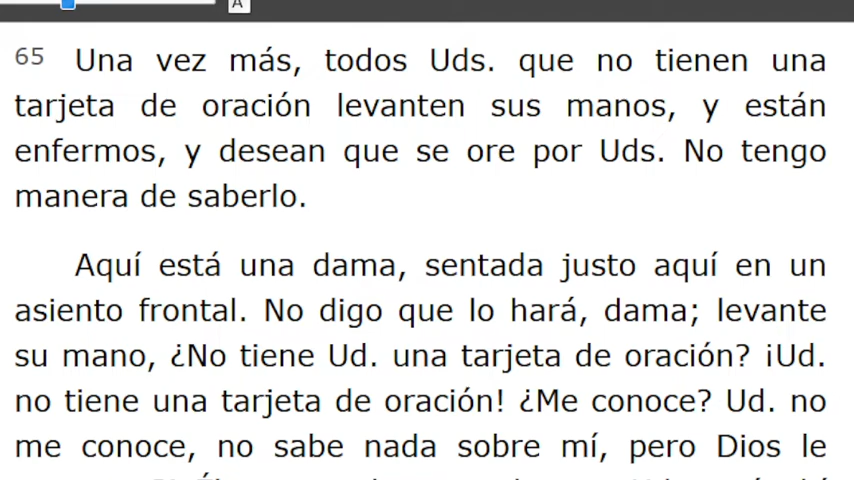 A
65 Una vez más, todos Uds. que no tienen una
tarjeta de oración levanten sus manos, y están
enfermos, y desean que se ore por Uds. No tengo
manera de saberlo.
Aquí está una dama, sentada justo aquí en un
asiento frontal. No digo que lo hará, dama; levante
su mano, ¿No tiene Ud. una tarjeta de oración? ¡Ud.
no tiene una tarjeta de oración! ¿Me conoce? Ud. no
me conoce, no sabe nada sobre mí, pero Dios le